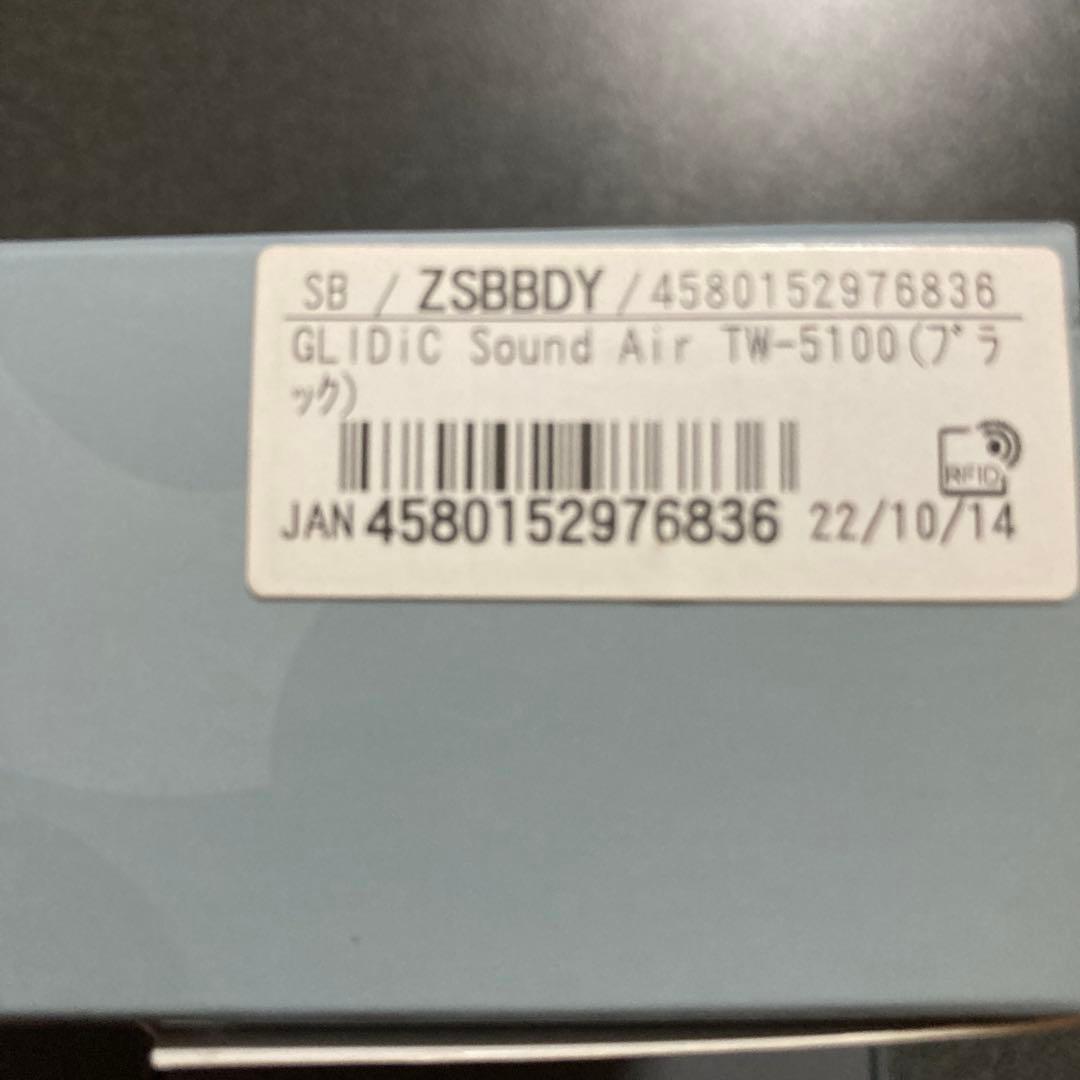 SB / ZSBBDY / 4580152976836
GLIDiC Sound Air TW-5100(ﾌﾞﾗ
ｯｸ)
RFID
JAN 4580152976836 22/10/14